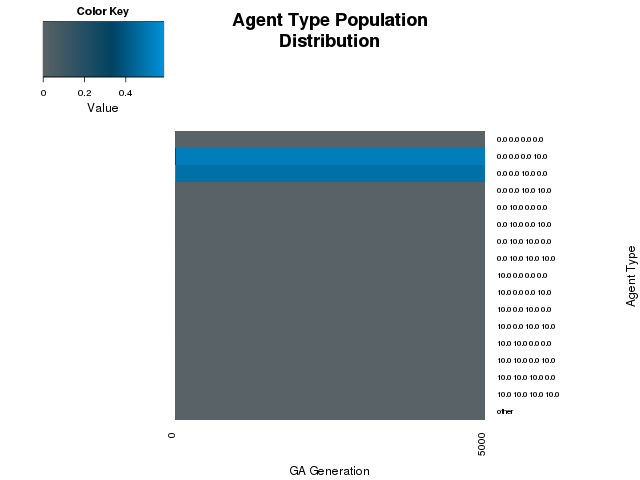 Color Key
0 0.2 0.4
Value
Agent Type Population
Distribution
0.0 0.0 0.0 0.0
0.0 0.0 0.0 10.0
0.0 0.0 10.0 0.0
0.0 0.0 10.0 10.0
0.0 10.0 0.0 0.0
0.0 10.0 0.0 10.0
0.0 10.0 10.0 0.0
0.0 10.0 10.0 10.0
10.0 0.0 0.0 0.0
10.0 0.0 0.0 10.0
10.0 0.0 10.0 0.0
10.0 0.0 10.0 10.0
10.0 10.0 0.0 0.0
10.0 10.0 0.0 10.0
10.0 10.0 10.0 0.0
10.0 10.0 10.0 10.0
other
Agent Type
0 5000
GA Generation